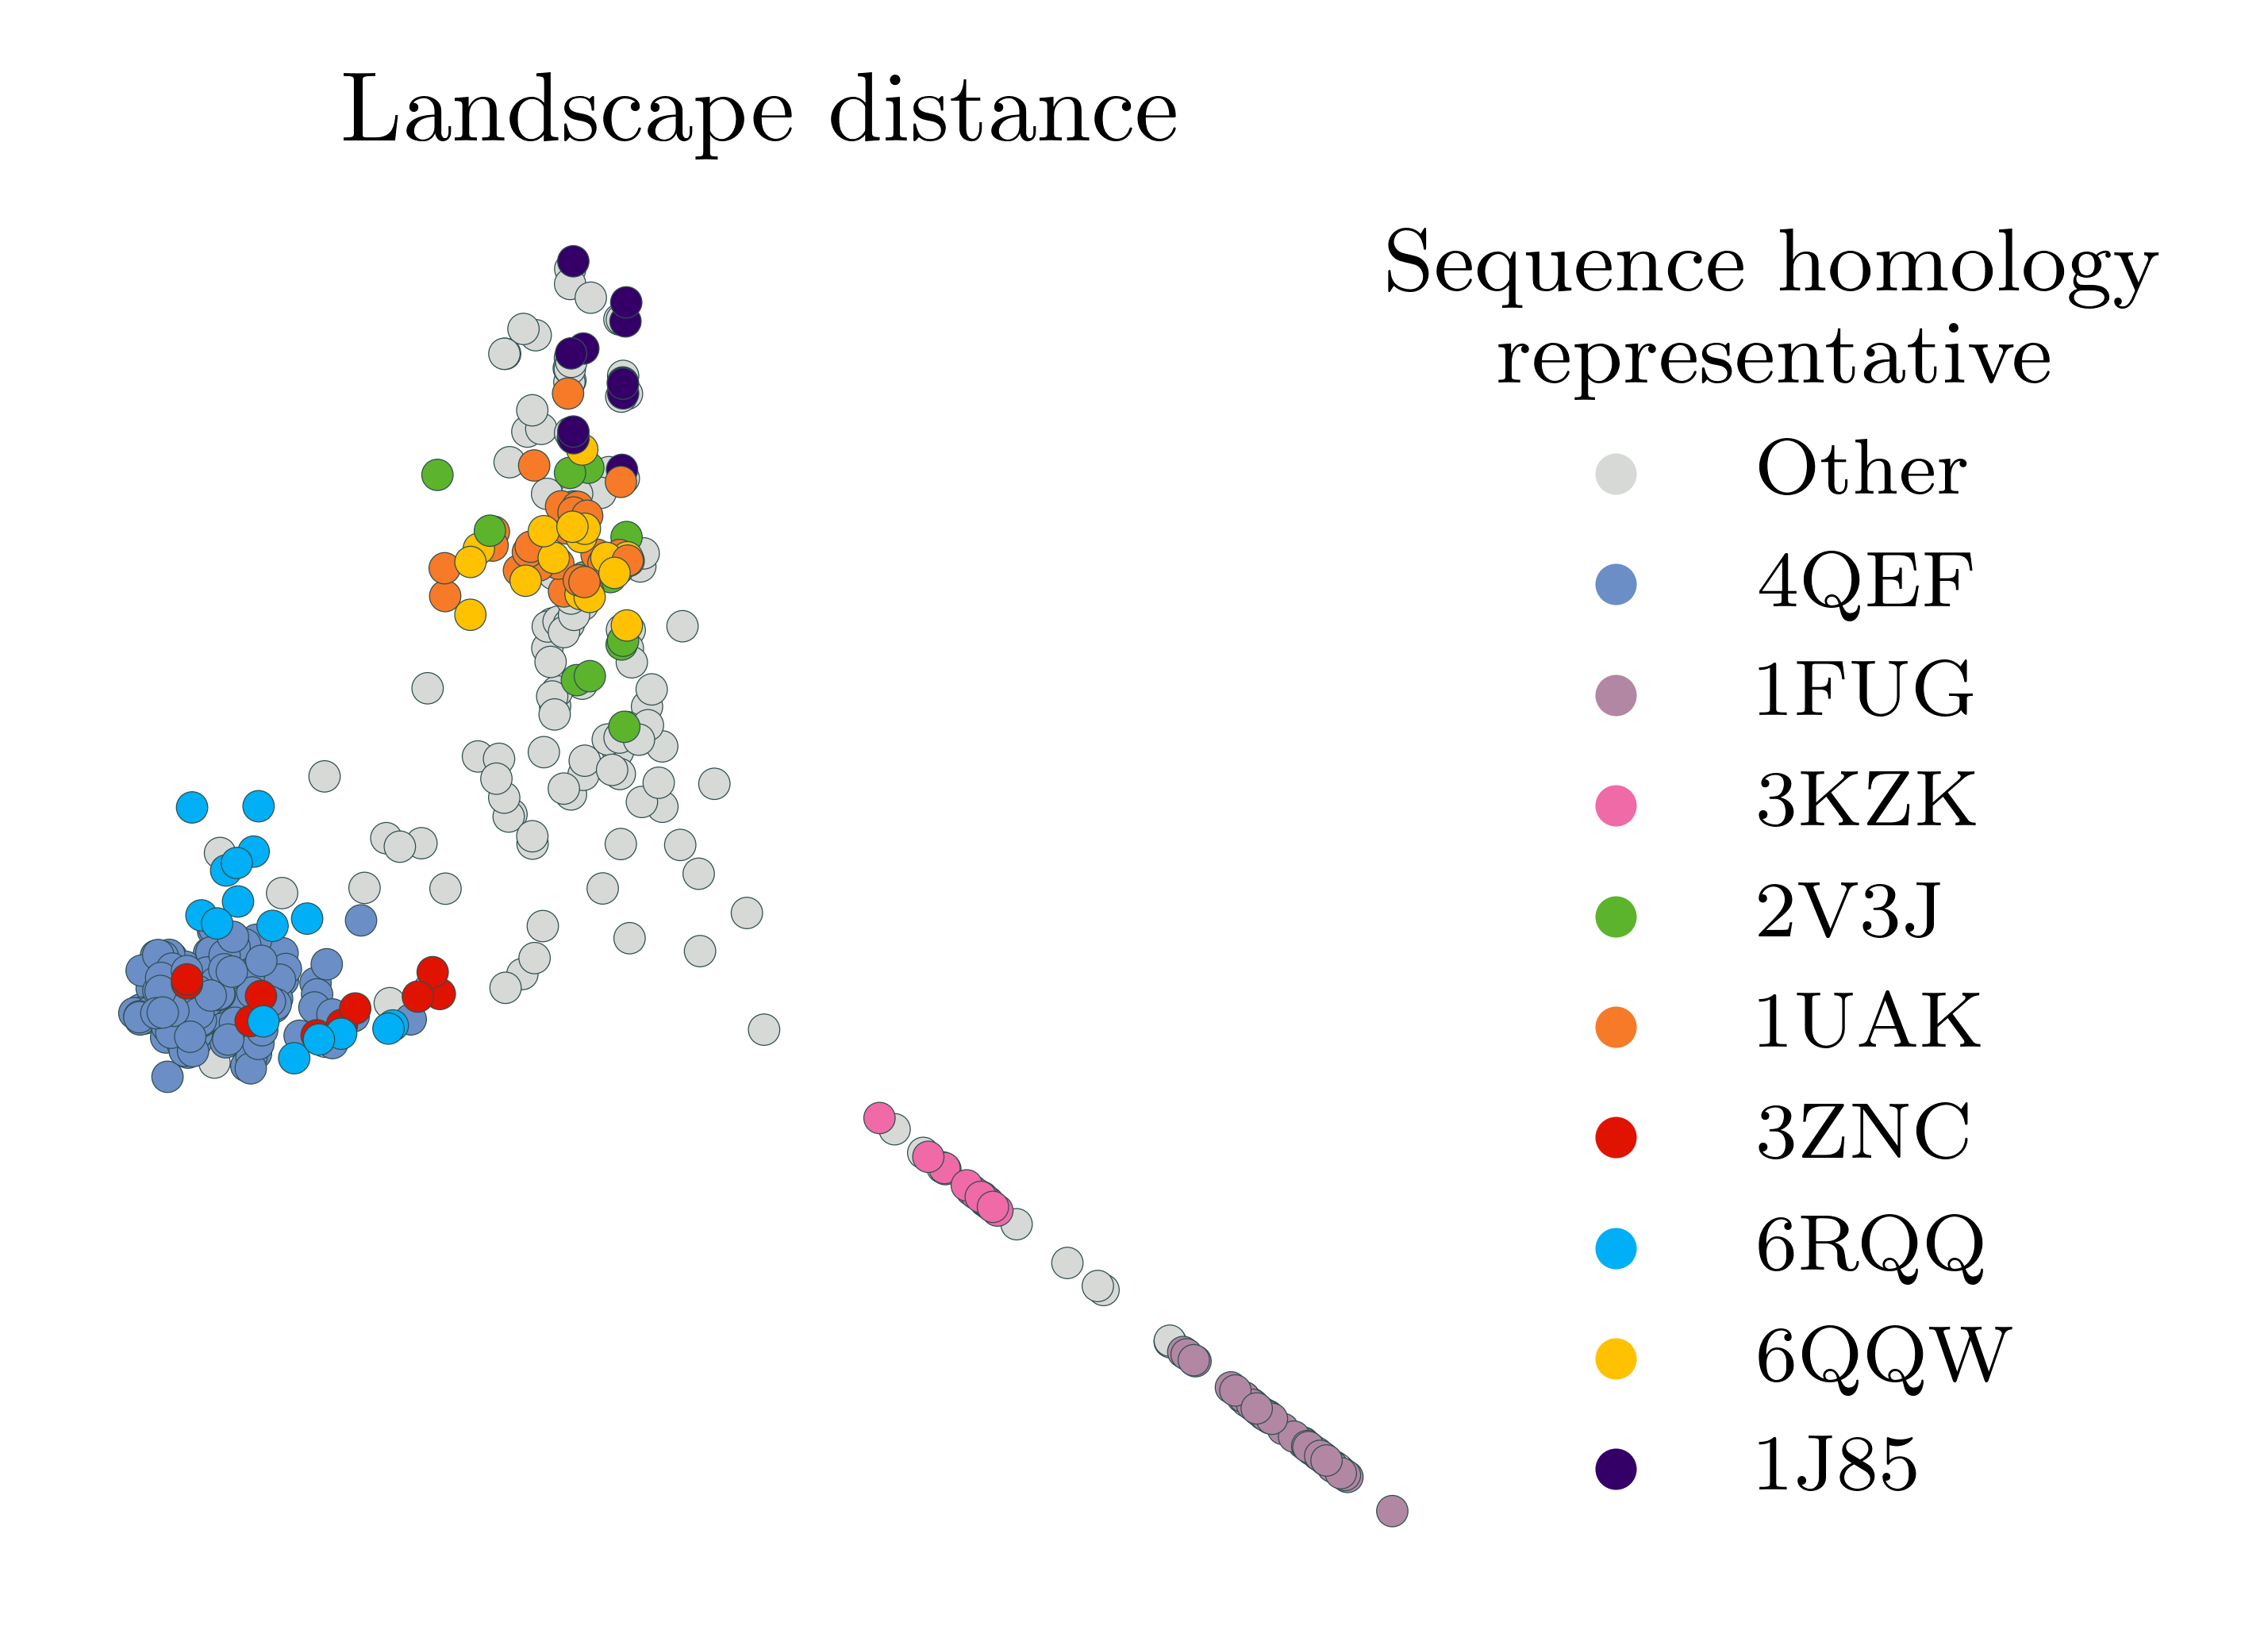 Landscape distance
Sequence homology
representative
Other
4QEF
1FUG
3KZK
2V3J
1UAK
3ZNC
6RQQ
6QQW
1J85